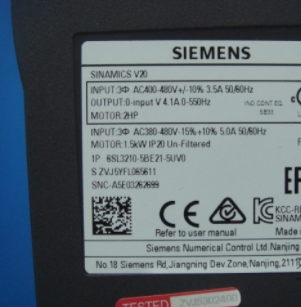 SIEMENS
SINAMICS V20
INPUT:3Φ AC400-480V+/-10% 3.5A 50/60Hz
OUTPUT:0-input V 4.1A 0-550Hz
IND.CONT.EQ.
MOTOR:2HP
INPUT:3Φ AC380-480V-15%+10% 5.0A 50/60Hz
MOTOR:1.5kW IP20 Un-Filtered
1P 6SL3210-5BE21-5UV0
S ZVJ5YFL065611
SNC-A5E03262699
CE
Refer to user manual
Made
Siemens Numerical Control Ltd. Nanjing
No.18 Siemens Rd,Jiangning Dev.Zone,Nanjing,2111
TESTED